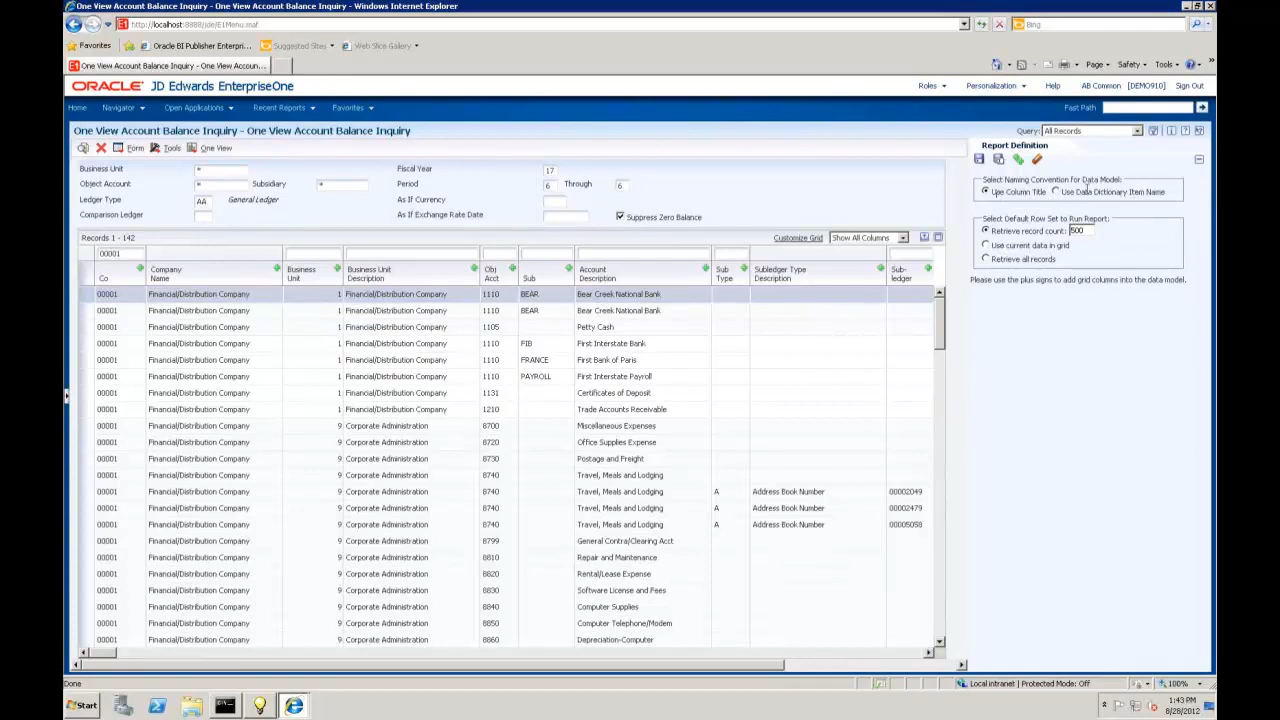 One View Account Balance Inquiry - One View Account Balance Inquiry - Windows Internet Explorer
http://localhost:8888/jde/E1Menu.maf
Bing
Favorites
Oracle BI Publisher Enterpri...
Suggested Sites
Web Slice Gallery
One View Account Balance Inquiry - One View Accoun...
Page
Safety
Tools
ORACLE JD Edwards EnterpriseOne
Roles
Personalization
Help
AB Common [DEMO910]
Sign Out
Home
Navigator
Open Applications
Recent Reports
Favorites
Fast Path
One View Account Balance Inquiry - One View Account Balance Inquiry
Query: All Records
Form
Tools
One View
Report Definition
Business Unit *
Fiscal Year 17
Object Account * Subsidiary *
Period 6 Through 6
Ledger Type AA General Ledger
As If Currency
Comparison Ledger
As If Exchange Rate Date
Suppress Zero Balance
Select Naming Convention for Data Model:
Use Column Title Use Data Dictionary Item Name
Select Default Row Set to Run Report:
Retrieve record count: 500
Use current data in grid
Retrieve all records
Please use the plus signs to add grid columns into the data model.
Records 1 - 142
Customize Grid
Show All Columns
00001
Co Company Name Business Unit Business Unit Description Obj Acct Sub Account Description Sub Type Subledger Type Description Sub-ledger
00001 Financial/Distribution Company 1 Financial/Distribution Company 1110 BEAR Bear Creek National Bank
00001 Financial/Distribution Company 1 Financial/Distribution Company 1110 BEAR Bear Creek National Bank
00001 Financial/Distribution Company 1 Financial/Distribution Company 1105 Petty Cash
00001 Financial/Distribution Company 1 Financial/Distribution Company 1110 FIB First Interstate Bank
00001 Financial/Distribution Company 1 Financial/Distribution Company 1110 FRANCE First Bank of Paris
00001 Financial/Distribution Company 1 Financial/Distribution Company 1110 PAYROLL First Interstate Payroll
00001 Financial/Distribution Company 1 Financial/Distribution Company 1131 Certificates of Deposit
00001 Financial/Distribution Company 1 Financial/Distribution Company 1210 Trade Accounts Receivable
00001 Financial/Distribution Company 9 Corporate Administration 8700 Miscellaneous Expenses
00001 Financial/Distribution Company 9 Corporate Administration 8720 Office Supplies Expense
00001 Financial/Distribution Company 9 Corporate Administration 8730 Postage and Freight
00001 Financial/Distribution Company 9 Corporate Administration 8740 Travel, Meals and Lodging
00001 Financial/Distribution Company 9 Corporate Administration 8740 Travel, Meals and Lodging A Address Book Number 00002049
00001 Financial/Distribution Company 9 Corporate Administration 8740 Travel, Meals and Lodging A Address Book Number 00002479
00001 Financial/Distribution Company 9 Corporate Administration 8740 Travel, Meals and Lodging A Address Book Number 00005058
00001 Financial/Distribution Company 9 Corporate Administration 8799 General Contra/Clearing Acct
00001 Financial/Distribution Company 9 Corporate Administration 8810 Repair and Maintenance
00001 Financial/Distribution Company 9 Corporate Administration 8820 Rental/Lease Expense
00001 Financial/Distribution Company 9 Corporate Administration 8830 Software License and Fees
00001 Financial/Distribution Company 9 Corporate Administration 8840 Computer Supplies
00001 Financial/Distribution Company 9 Corporate Administration 8850 Computer Telephone/Modem
00001 Financial/Distribution Company 9 Corporate Administration 8860 Depreciation-Computer
Done
Local intranet | Protected Mode: Off
100%
Start
1:43 PM
8/28/2012